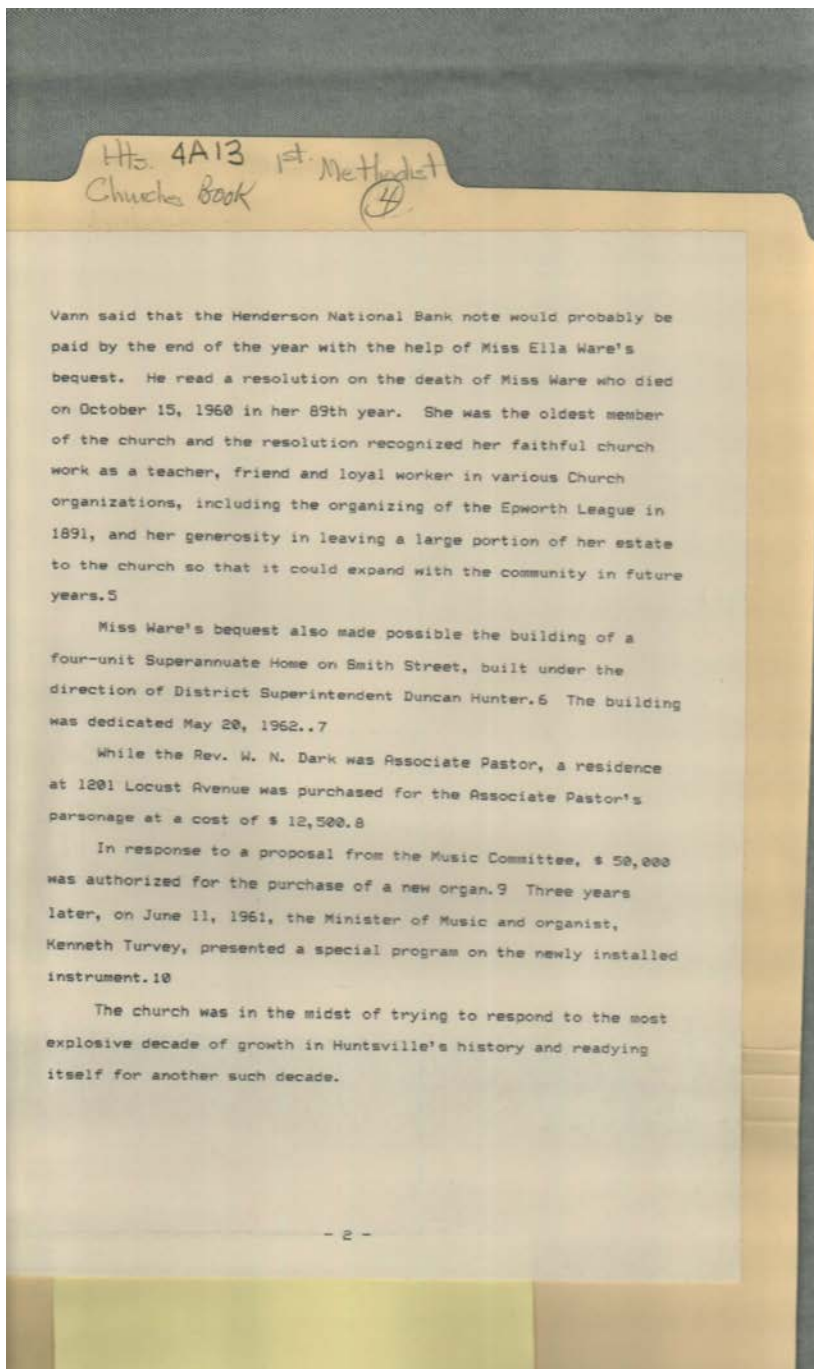 Hts. 4A13 1st. Methodist
Churches Book 4
Vann said that the Henderson National Bank note would probably be
paid by the end of the year with the help of Miss Ella Ware's
bequest. He read a resolution on the death of Miss Ware who died
on October 15, 1960 in her 89th year. She was the oldest member
of the church and the resolution recognized her faithful church
work as a teacher, friend and loyal worker in various Church
organizations, including the organizing of the Epworth League in
1891, and her generosity in leaving a large portion of her estate
to the church so that it could expand with the community in future
years.5
Miss Ware's bequest also made possible the building of a
four-unit Superannuate Home on Smith Street, built under the
direction of District Superintendent Duncan Hunter.6 The building
was dedicated May 20, 1962..7
While the Rev. W. N. Dark was Associate Pastor, a residence
at 1201 Locust Avenue was purchased for the Associate Pastor's
parsonage at a cost of $ 12,500.8
In response to a proposal from the Music Committee, $ 50,000
was authorized for the purchase of a new organ.9 Three years
later, on June 11, 1961, the Minister of Music and organist,
Kenneth Turvey, presented a special program on the newly installed
instrument.10
The church was in the midst of trying to respond to the most
explosive decade of growth in Huntsville's history and readying
itself for another such decade.
- 2 -